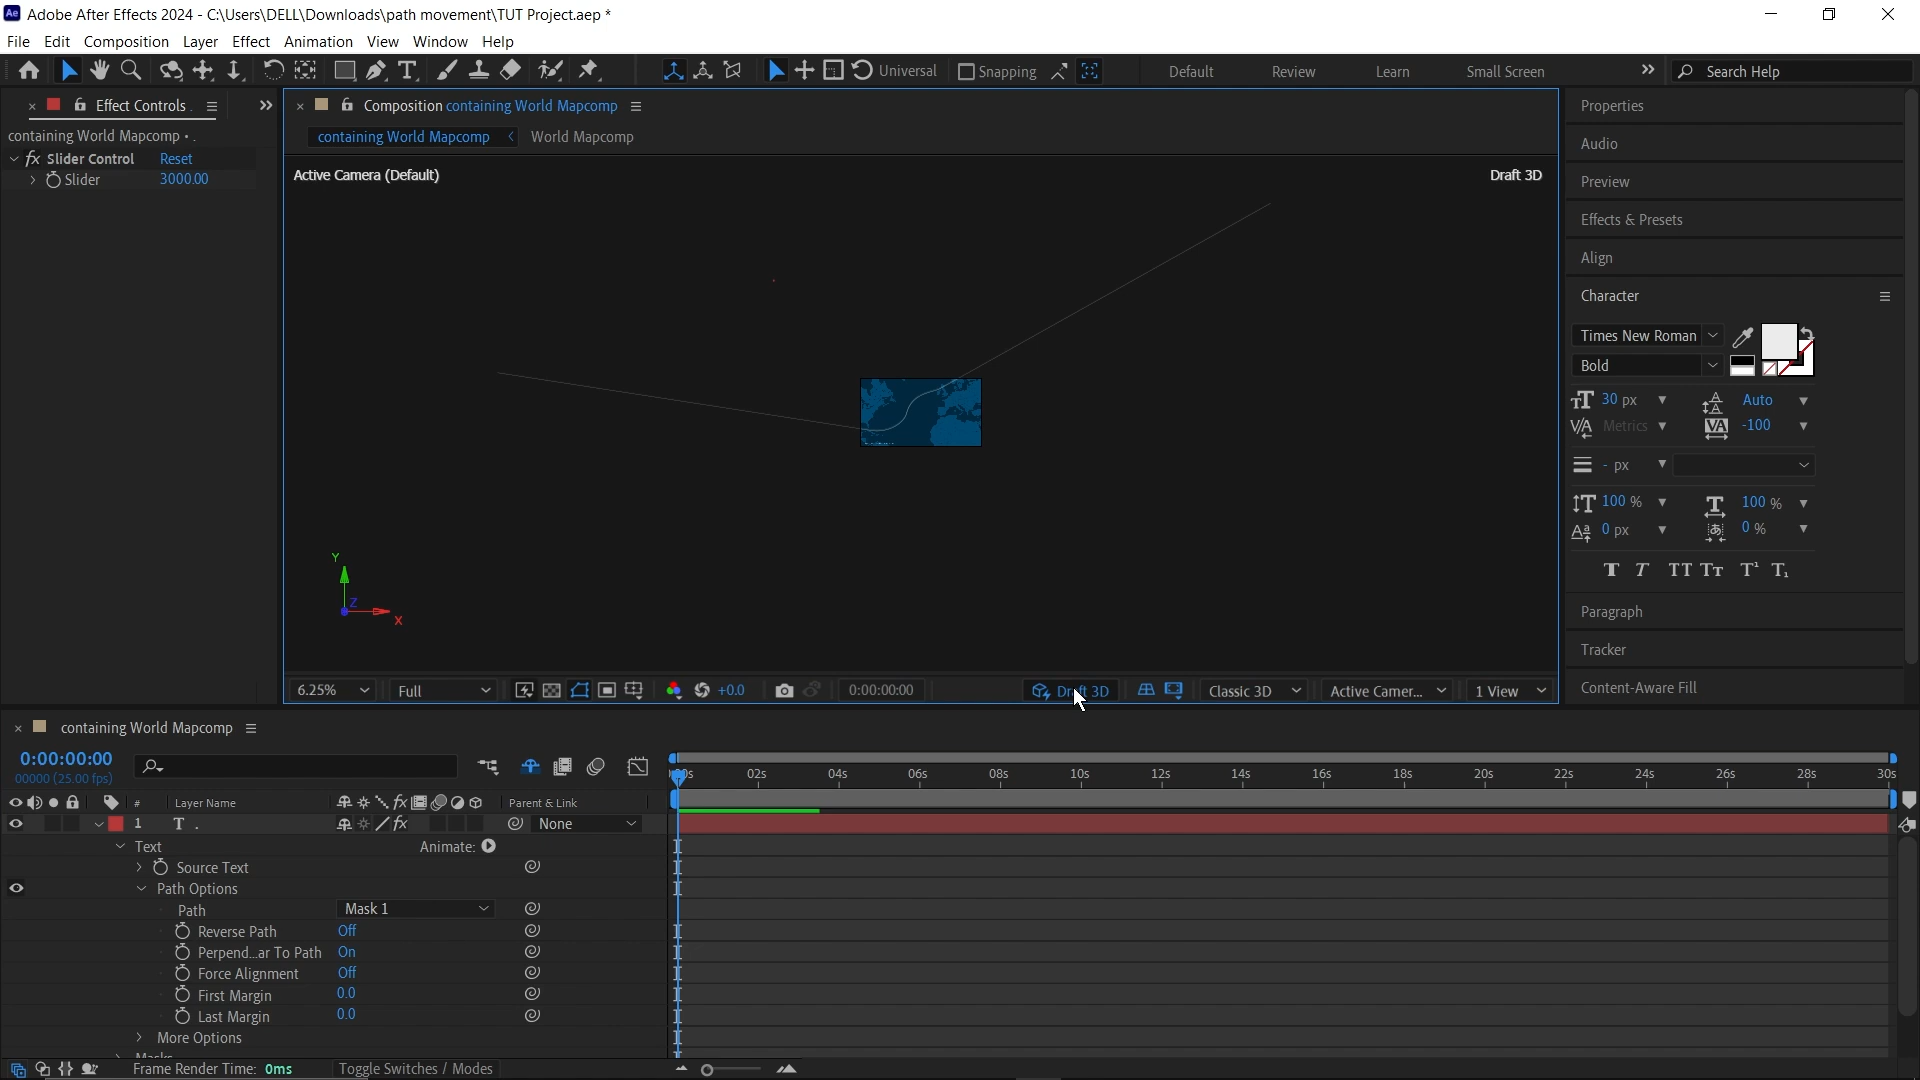 Ae Adobe After Effects 2024 - C:\Users\DELL\Downloads\path movement\TUT Project.aep *
File Edit Composition Layer Effect Animation View Window Help
Universal Snapping Default Review Learn Small Screen Search Help
Effect Controls .
containing World Mapcomp • .
fx Slider Control Reset
Slider 3000.00
Composition containing World Mapcomp
containing World Mapcomp < World Mapcomp
Active Camera (Default) Draft 3D
Y
Z
X
6.25% Full +0.0 0:00:00:00 Draft 3D Classic 3D Active Camer... 1 View
Properties
Audio
Preview
Effects & Presets
Align
Character
Times New Roman
Bold
30 px Auto
Metrics -100
- px
100 % 100 %
0 px 0 %
Paragraph
Tracker
Content-Aware Fill
containing World Mapcomp
0:00:00:00
00000 (25.00 fps)
02s 04s 06s 08s 10s 12s 14s 16s 18s 20s 22s 24s 26s 28s 30s
# Layer Name Parent & Link
1 T . None
Text Animate:
Source Text
Path Options
Path Mask 1
Reverse Path Off
Perpend...ar To Path On
Force Alignment Off
First Margin 0.0
Last Margin 0.0
More Options
Frame Render Time: 0ms Toggle Switches / Modes